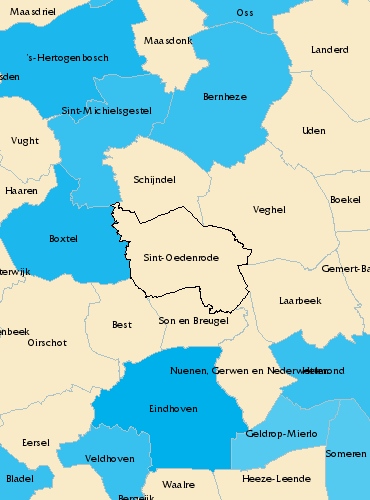 Maasdriel
Oss
Maasdonk
Landerd
's-Hertogenbosch
sden
Bernheze
Sint-Michielsgestel
Uden
Vught
Schijndel
Haaren
Boekel
Veghel
Boxtel
Sint-Oedenrode
terwijk
Gemert-Ba
Laarbeek
Best
Son en Breugel
enbeek
Oirschot
Nuenen, Gerwen en Nederwetten
Helmond
Eindhoven
Geldrop-Mierlo
Eersel
Someren
Veldhoven
Bladel
Waalre
Heeze-Leende
Bergeijk